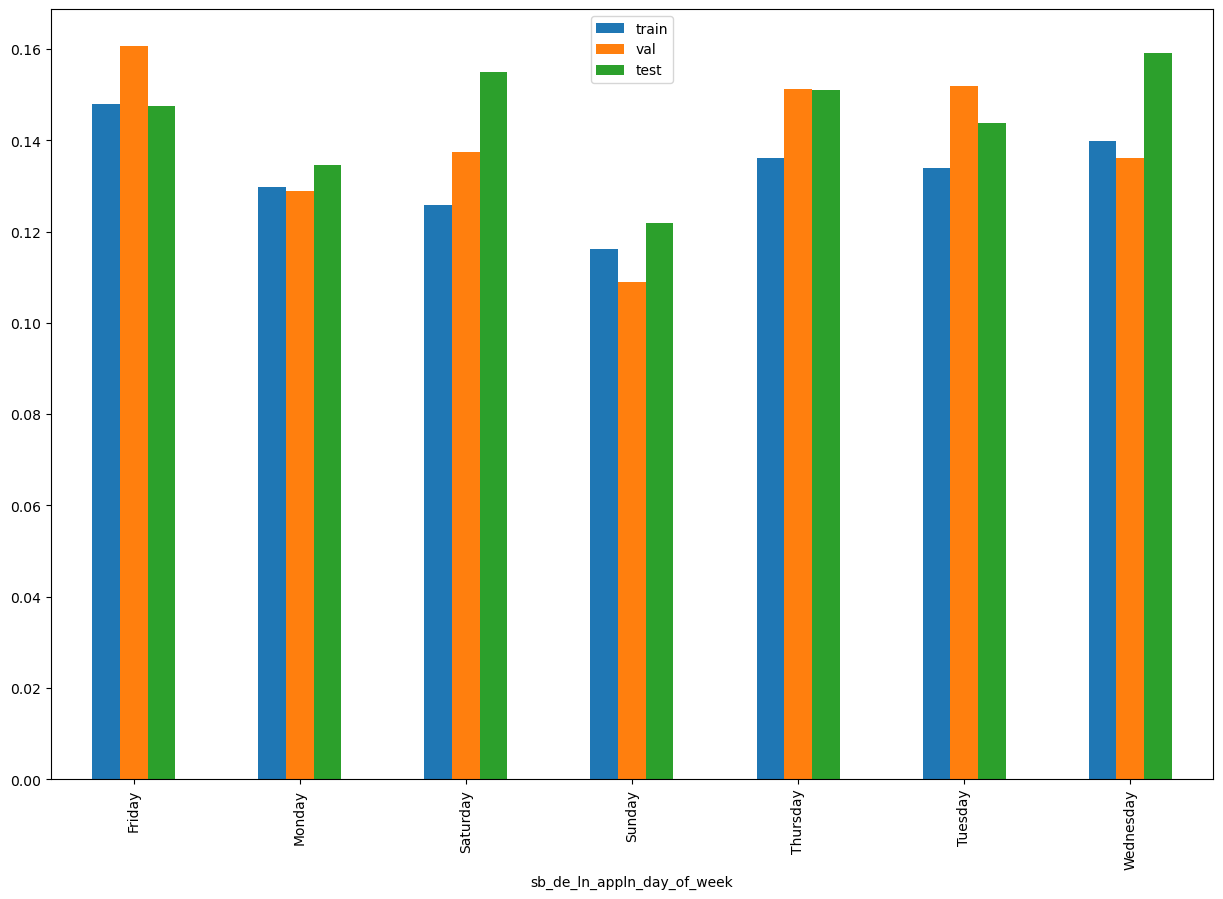 train
val
test
0.16
0.14
0.12
0.10
0.08
0.06
0.04
0.02
0.00
Friday
Monday
Saturday
Sunday
Thursday
Tuesday
Wednesday
sb_de_ln_appln_day_of_week